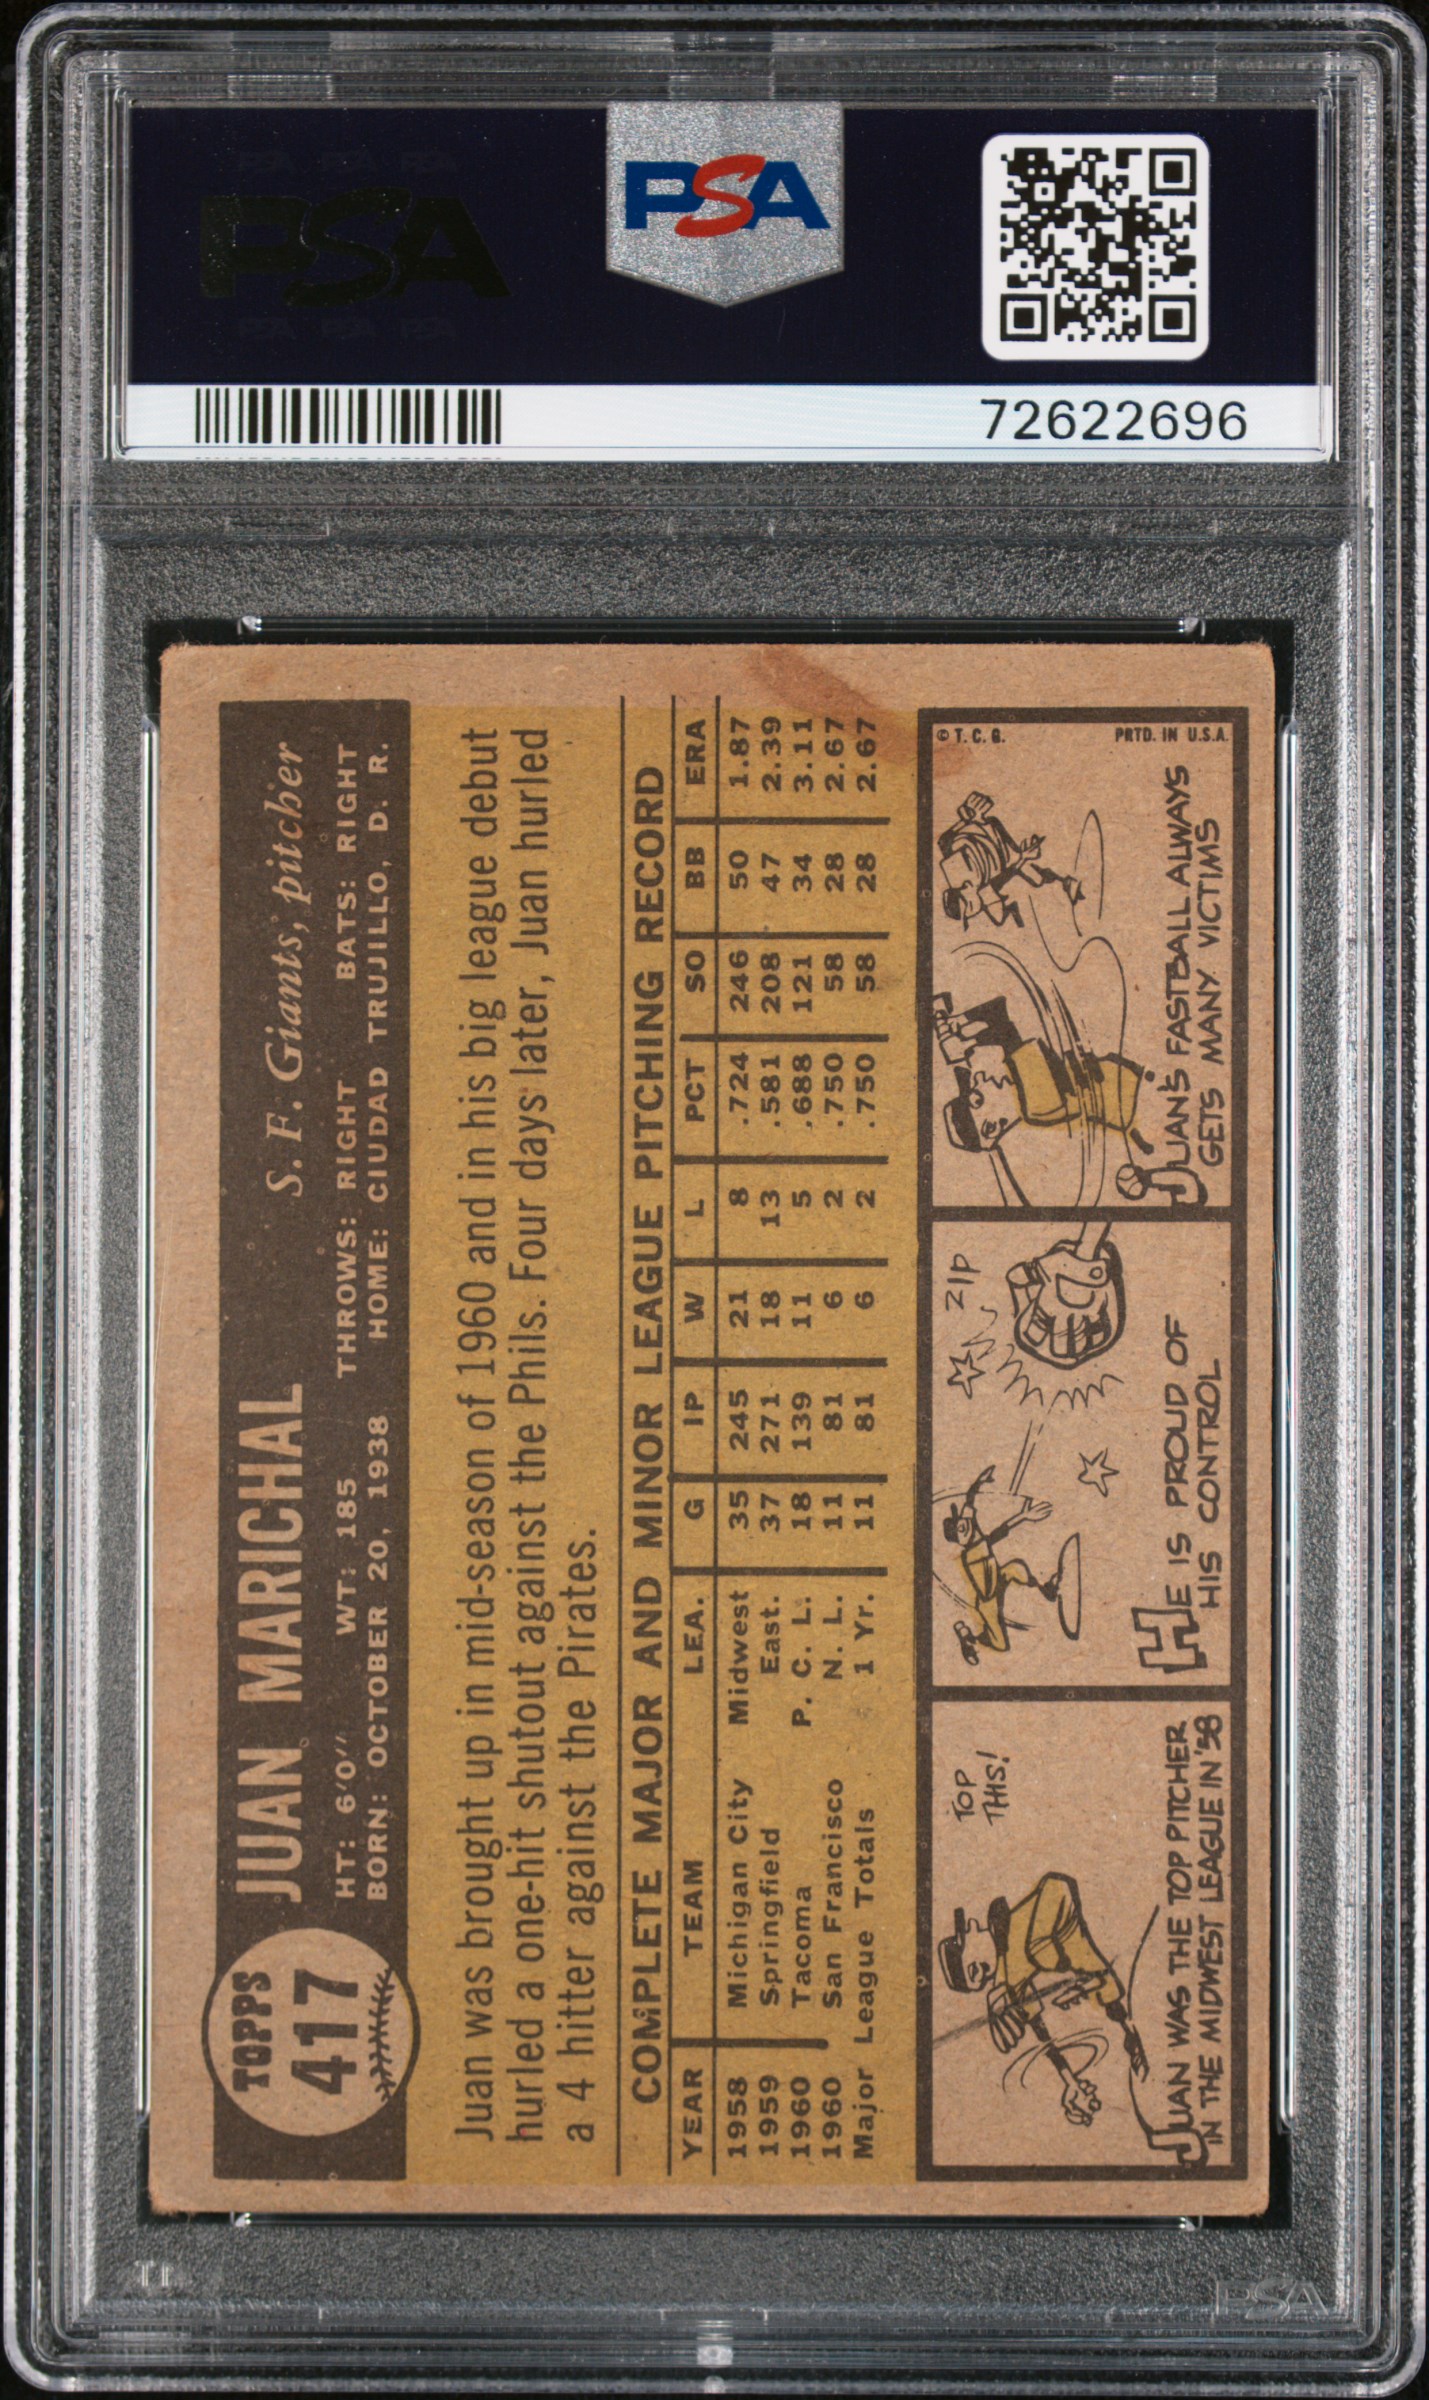 PSA
PSA
72622696
TOPPS
417
JUAN MARICHAL
S. F. Giants, pitcher
HT: 6'0" WT: 185 THROWS: RIGHT BATS: RIGHT
BORN: OCTOBER 20, 1938 HOME: CIUDAD TRUJILLO, D. R.
Juan was brought up in mid-season of 1960 and in his big league debut
hurled a one-hit shutout against the Phils. Four days later, Juan hurled
a 4 hitter against the Pirates.
COMPLETE MAJOR AND MINOR LEAGUE PITCHING RECORD
YEAR TEAM LEA. G IP W L PCT SO BB ERA
1958 Michigan City Midwest 35 245 21 8 .724 246 50 1.87
1959 Springfield East. 37 271 18 13 .581 208 47 2.39
1960 Tacoma P. C. L. 18 139 11 5 .688 121 34 3.11
1960 San Francisco N. L. 11 81 6 2 .750 58 28 2.67
Major League Totals 1 Yr. 11 81 6 2 .750 58 28 2.67
TOP
THS!
JUAN WAS THE TOP PITCHER
IN THE MIDWEST LEAGUE IN '58
ZIP
HE IS PROUD OF
HIS CONTROL
© T. C. G. PRTD. IN U.S.A.
JUAN'S FASTBALL ALWAYS
GETS MANY VICTIMS
PSA